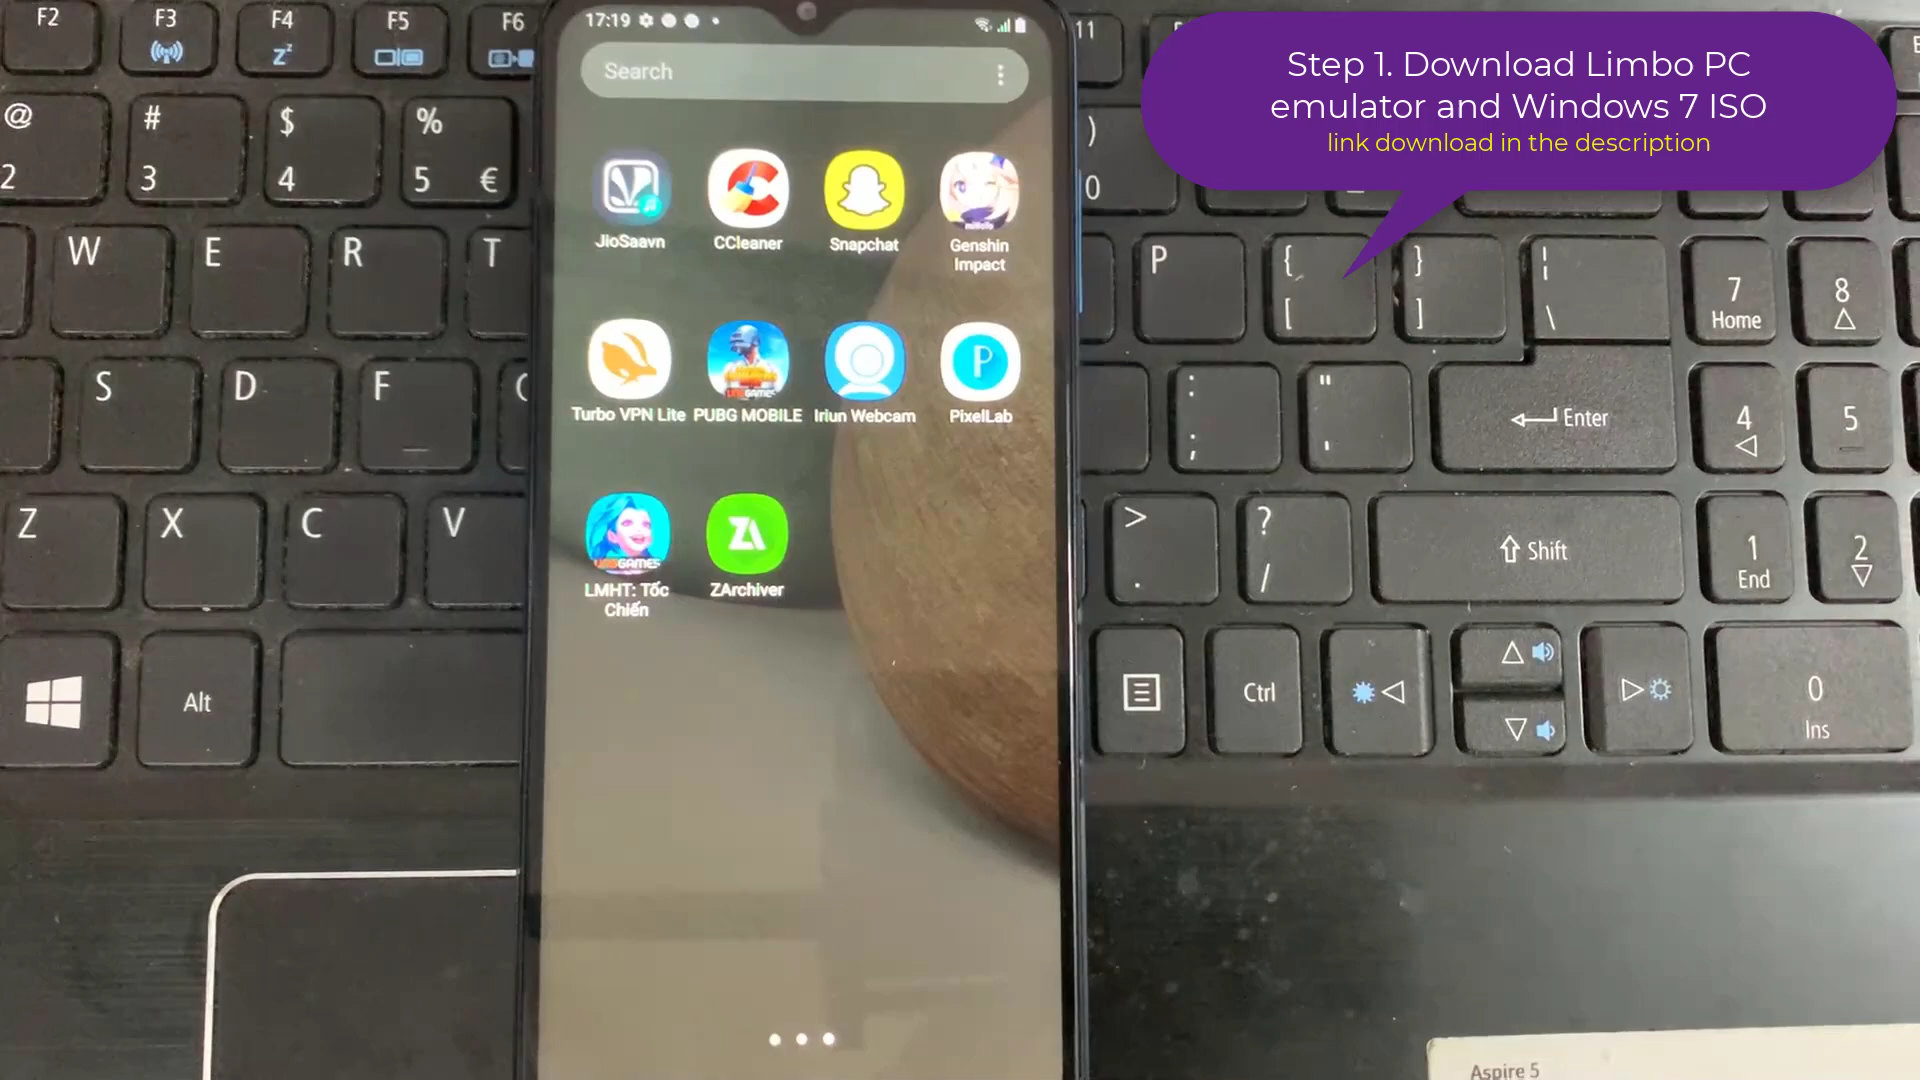 Step 1. Download Limbo PC
emulator and Windows 7 ISO
link download in the description
17:19
Search
JioSaavn
CCleaner
Snapchat
Genshin
Impact
Turbo VPN Lite
PUBG MOBILE
Iriun Webcam
PixelLab
LMHT: Tốc
Chiến
ZArchiver
F2
F3
F4
F5
F6
11
Z z
@
2
#
3
$
4
%
5 €
)
0
W
E
R
T
P
{
[
}
]
¦
\
7
Home
8
S
D
F
:
;
"
'
Enter
4
5
Z
X
C
V
>
.
?
/
Shift
1
End
2
Alt
Ctrl
0
Ins
Aspire 5